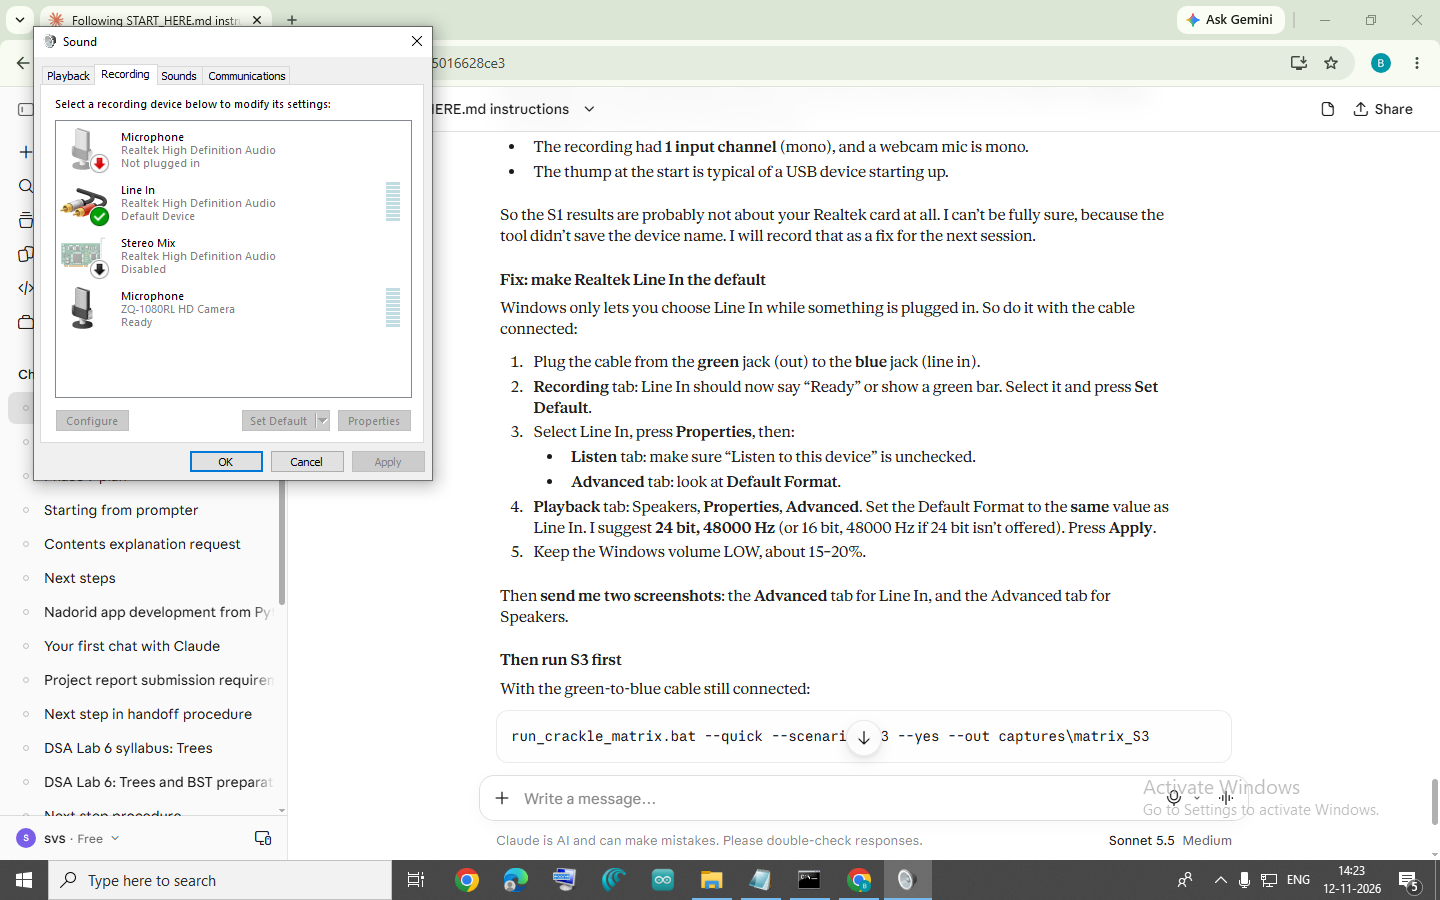 Following START_HERE.md instr
Ask Gemini
Sound
5016628ce3
B
Playback
Recording
Sounds
Communications
Select a recording device below to modify its settings:
Microphone
Realtek High Definition Audio
Not plugged in
Line In
Realtek High Definition Audio
Default Device
Stereo Mix
Realtek High Definition Audio
Disabled
Microphone
ZQ-1080RL HD Camera
Ready
Configure
Set Default
Properties
OK
Cancel
Apply
Ch
Starting from prompter
Contents explanation request
Next steps
Nadorid app development from Pyt
Your first chat with Claude
Project report submission requiren
Next step in handoff procedure
DSA Lab 6 syllabus: Trees
DSA Lab 6: Trees and BST preparat
Next step procedure
S
svs · Free
ERE.md instructions
Share
• The recording had 1 input channel (mono), and a webcam mic is mono.
• The thump at the start is typical of a USB device starting up.
So the S1 results are probably not about your Realtek card at all. I can’t be fully sure, because the
tool didn’t save the device name. I will record that as a fix for the next session.
Fix: make Realtek Line In the default
Windows only lets you choose Line In while something is plugged in. So do it with the cable
connected:
1. Plug the cable from the green jack (out) to the blue jack (line in).
2. Recording tab: Line In should now say “Ready” or show a green bar. Select it and press Set
Default.
3. Select Line In, press Properties, then:
• Listen tab: make sure “Listen to this device” is unchecked.
• Advanced tab: look at Default Format.
4. Playback tab: Speakers, Properties, Advanced. Set the Default Format to the same value as
Line In. I suggest 24 bit, 48000 Hz (or 16 bit, 48000 Hz if 24 bit isn’t offered). Press Apply.
5. Keep the Windows volume LOW, about 15–20%.
Then send me two screenshots: the Advanced tab for Line In, and the Advanced tab for
Speakers.
Then run S3 first
With the green-to-blue cable still connected:
run_crackle_matrix.bat --quick --scenari 3 --yes --out captures\matrix_S3
Write a message…
Activate Windows
Go to Settings to activate Windows.
Claude is AI and can make mistakes. Please double-check responses.
Sonnet 5.5 Medium
Type here to search
ENG
14:23
12-11-2026
5